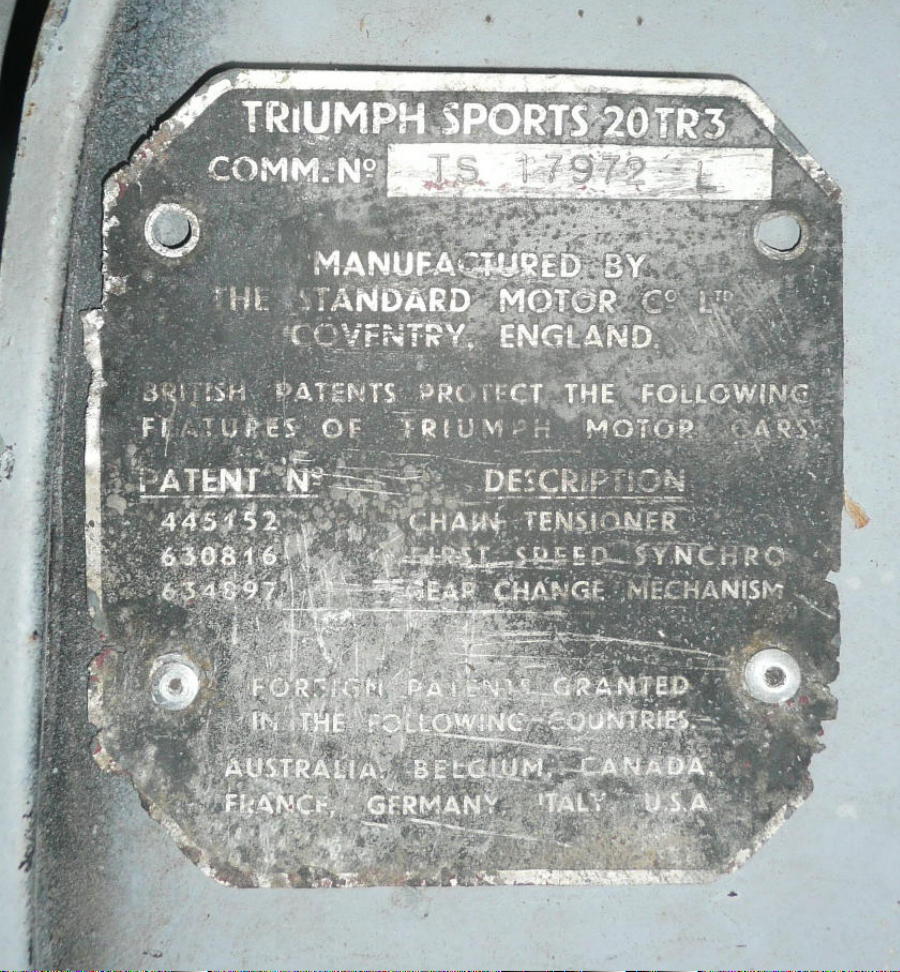 TRIUMPH SPORTS 20TR3
COMM. Nº TS 17972 L
MANUFACTURED BY
THE STANDARD MOTOR Cº LTD
COVENTRY, ENGLAND.
BRITISH PATENTS PROTECT THE FOLLOWING
FEATURES OF TRIUMPH MOTOR CARS
PATENT Nº DESCRIPTION
445152 CHAIN TENSIONER
630816 FIRST SPEED SYNCHRO
634897 GEAR CHANGE MECHANISM
FOREIGN PATENTS GRANTED
IN THE FOLLOWING COUNTRIES.
AUSTRALIA, BELGIUM, CANADA,
FRANCE, GERMANY ITALY U.S.A